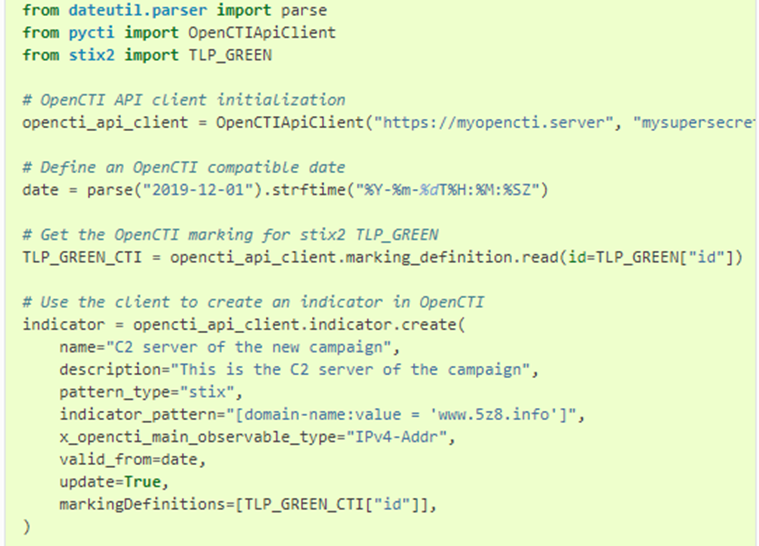 from dateutil.parser import parse
from pycti import OpenCTIApiClient
from stix2 import TLP_GREEN
# OpenCTI API client initialization
opencti_api_client = OpenCTIApiClient("https://myopencti.server", "mysupersecre
# Define an OpenCTI compatible date
date = parse("2019-12-01").strftime("%Y-%m-%dT%H:%M:%SZ")
# Get the OpenCTI marking for stix2 TLP_GREEN
TLP_GREEN_CTI = opencti_api_client.marking_definition.read(id=TLP_GREEN["id"])
# Use the client to create an indicator in OpenCTI
indicator = opencti_api_client.indicator.create(
    name="C2 server of the new campaign",
    description="This is the C2 server of the campaign",
    pattern_type="stix",
    indicator_pattern="[domain-name:value = 'www.5z8.info']",
    x_opencti_main_observable_type="IPv4-Addr",
    valid_from=date,
    update=True,
    markingDefinitions=[TLP_GREEN_CTI["id"]],
)